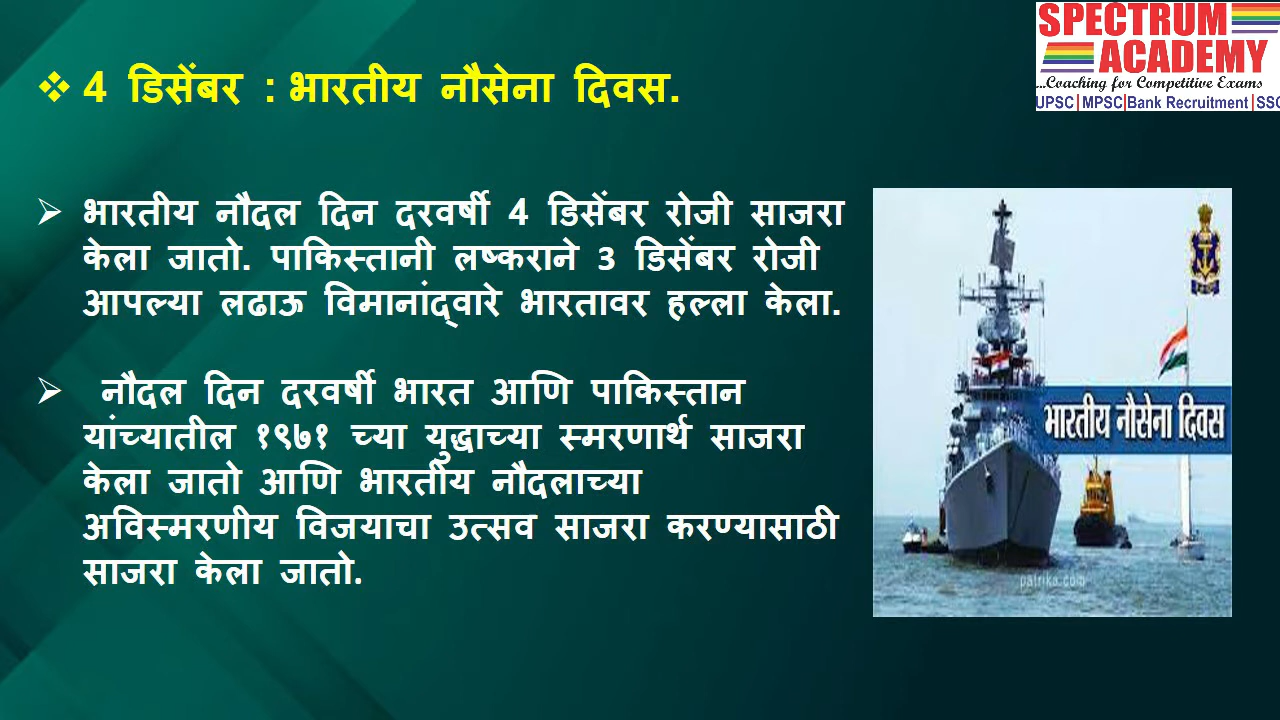 SPECTRUM
ACADEMY
...Coaching for Competitive Exams
UPSC|MPSC|Bank Recruitment|SSC
4 डिसेंबर : भारतीय नौसेना दिवस.
भारतीय नौदल दिन दरवर्षी 4 डिसेंबर रोजी साजरा
केला जातो. पाकिस्तानी लष्कराने 3 डिसेंबर रोजी
आपल्या लढाऊ विमानांद्वारे भारतावर हल्ला केला.
नौदल दिन दरवर्षी भारत आणि पाकिस्तान
यांच्यातील १९७१ च्या युद्धाच्या स्मरणार्थ साजरा
केला जातो आणि भारतीय नौदलाच्या
अविस्मरणीय विजयाचा उत्सव साजरा करण्यासाठी
साजरा केला जातो.
भारतीय नौसेना दिवस
patrika.com